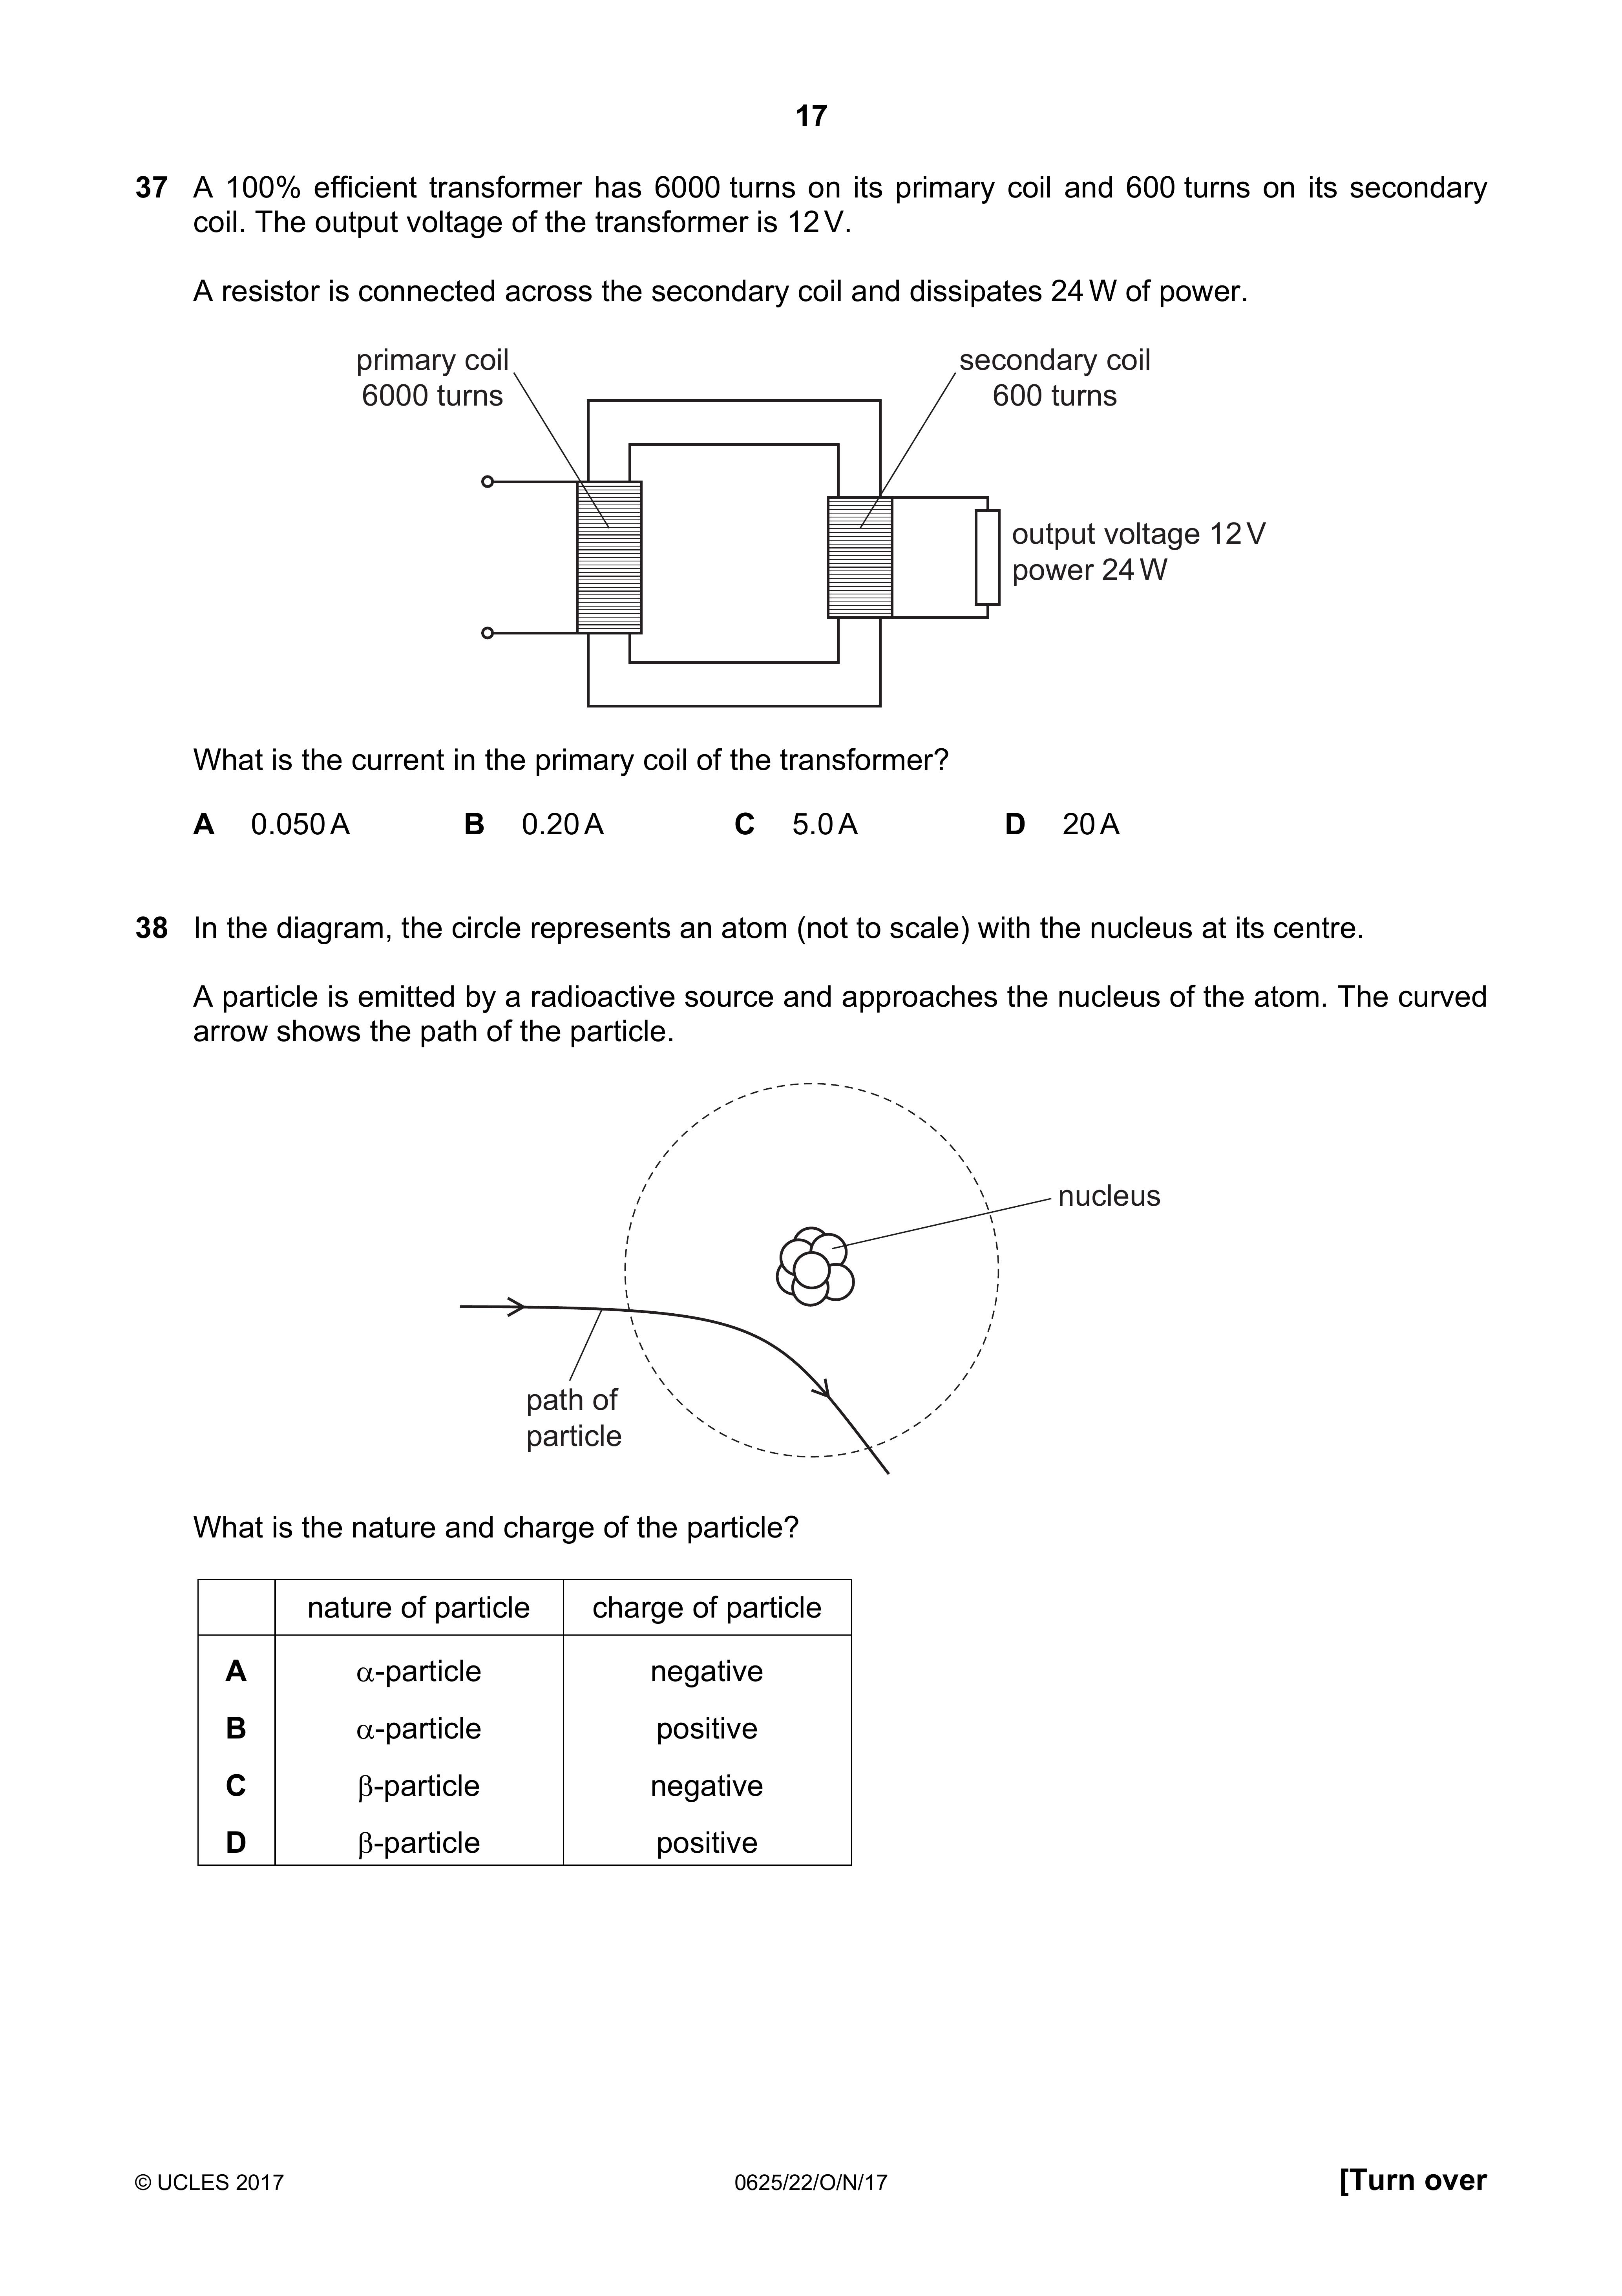 17
37 A 100% efficient transformer has 6000 turns on its primary coil and 600 turns on its secondary
coil. The output voltage of the transformer is 12 V.
A resistor is connected across the secondary coil and dissipates 24 W of power.
primary coil
6000 turns
secondary coil
600 turns
output voltage 12 V
power 24 W
What is the current in the primary coil of the transformer?
A 0.050 A B 0.20 A C 5.0 A D 20 A
38 In the diagram, the circle represents an atom (not to scale) with the nucleus at its centre.
A particle is emitted by a radioactive source and approaches the nucleus of the atom. The curved
arrow shows the path of the particle.
nucleus
path of
particle
What is the nature and charge of the particle?
nature of particle charge of particle
A α-particle negative
B α-particle positive
C β-particle negative
D β-particle positive
© UCLES 2017 0625/22/O/N/17 [Turn over